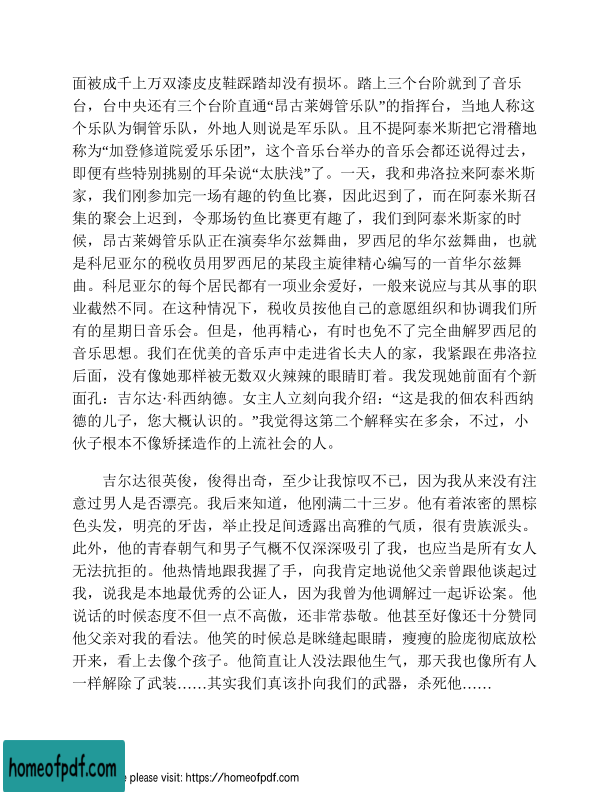 面被成千上万双漆皮皮鞋踩踏却没有损坏。踏上三个台阶就到了音乐
台，台中央还有三个台阶直通“昂古莱姆管乐队”的指挥台，当地人称这
个乐队为铜管乐队，外地人则说是军乐队。且不提阿泰米斯把它滑稽地
称为“加登修道院爱乐乐团”，这个音乐台举办的音乐会都还说得过去，
即便有些特别挑剔的耳朵说“太肤浅”了。一天，我和弗洛拉来阿泰米斯
家，我们刚参加完一场有趣的钓鱼比赛，因此迟到了，而在阿泰米斯召
集的聚会上迟到，令那场钓鱼比赛更有趣了，我们到阿泰米斯家的时
候，昂古莱姆管乐队正在演奏华尔兹舞曲，罗西尼的华尔兹舞曲，也就
是科尼亚尔的税收员用罗西尼的某段主旋律精心编写的一首华尔兹舞
曲。科尼亚尔的每个居民都有一项业余爱好，一般来说应与其从事的职
业截然不同。在这种情况下，税收员按他自己的意愿组织和协调我们所
有的星期日音乐会。但是，他再精心，有时也免不了完全曲解罗西尼的
音乐思想。我们在优美的音乐声中走进省长夫人的家，我紧跟在弗洛拉
后面，没有像她那样被无数双火辣辣的眼睛盯着。我发现她前面有个新
面孔：吉尔达·科西纳德。女主人立刻向我介绍：“这是我的佃农科西纳
德的儿子，您大概认识的。”我觉得这第二个解释实在多余，不过，小
伙子根本不像矫揉造作的上流社会的人。
吉尔达很英俊，俊得出奇，至少让我惊叹不已，因为我从来没有注
意过男人是否漂亮。我后来知道，他刚满二十三岁。他有着浓密的黑棕
色头发，明亮的牙齿，举止投足间透露出高雅的气质，很有贵族派头。
此外，他的青春朝气和男子气概不仅深深吸引了我，也应当是所有女人
无法抗拒的。他热情地跟我握了手，向我肯定地说他父亲曾跟他谈起过
我，说我是本地最优秀的公证人，因为我曾为他调解过一起诉讼案。他
说话的时候态度不但一点不高傲，还非常恭敬。他甚至好像还十分赞同
他父亲对我的看法。他笑的时候总是眯缝起眼睛，瘦瘦的脸庞彻底放松
开来，看上去像个孩子。他简直让人没法跟他生气，那天我也像所有人
一样解除了武装……其实我们真该扑向我们的武器，杀死他……
homeofpdf.com
e please visit: https://homeofpdf.com